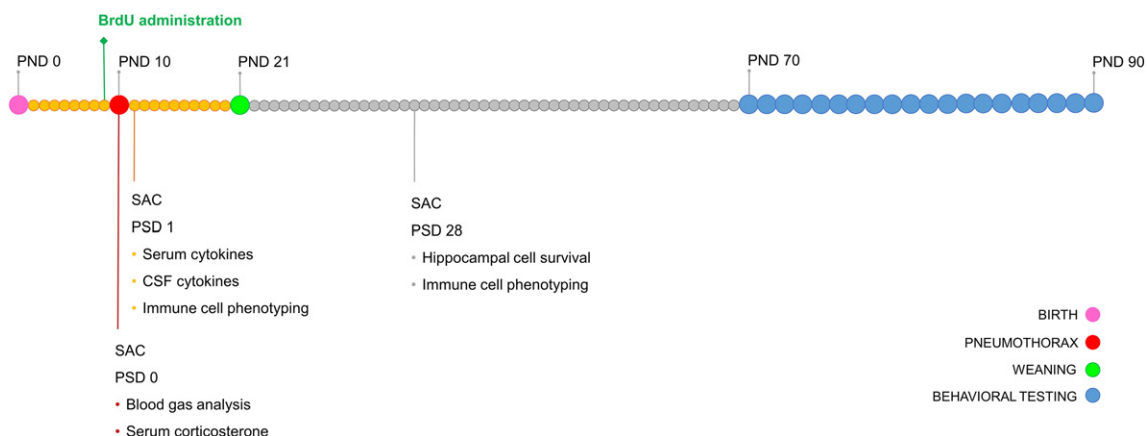 BrdU administration
PND 0
PND 10
PND 21
PND 70
PND 90
SAC
PSD 1
• Serum cytokines
• CSF cytokines
• Immune cell phenotyping
SAC
PSD 28
• Hippocampal cell survival
• Immune cell phenotyping
SAC
PSD 0
• Blood gas analysis
• Serum corticosterone
BIRTH
PNEUMOTHORAX
WEANING
BEHAVIORAL TESTING